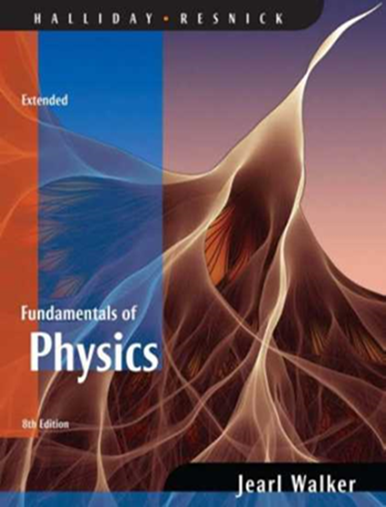 HALLIDAY • RESNICK
Extended
Fundamentals of
Physics
8th Edition
Jearl Walker